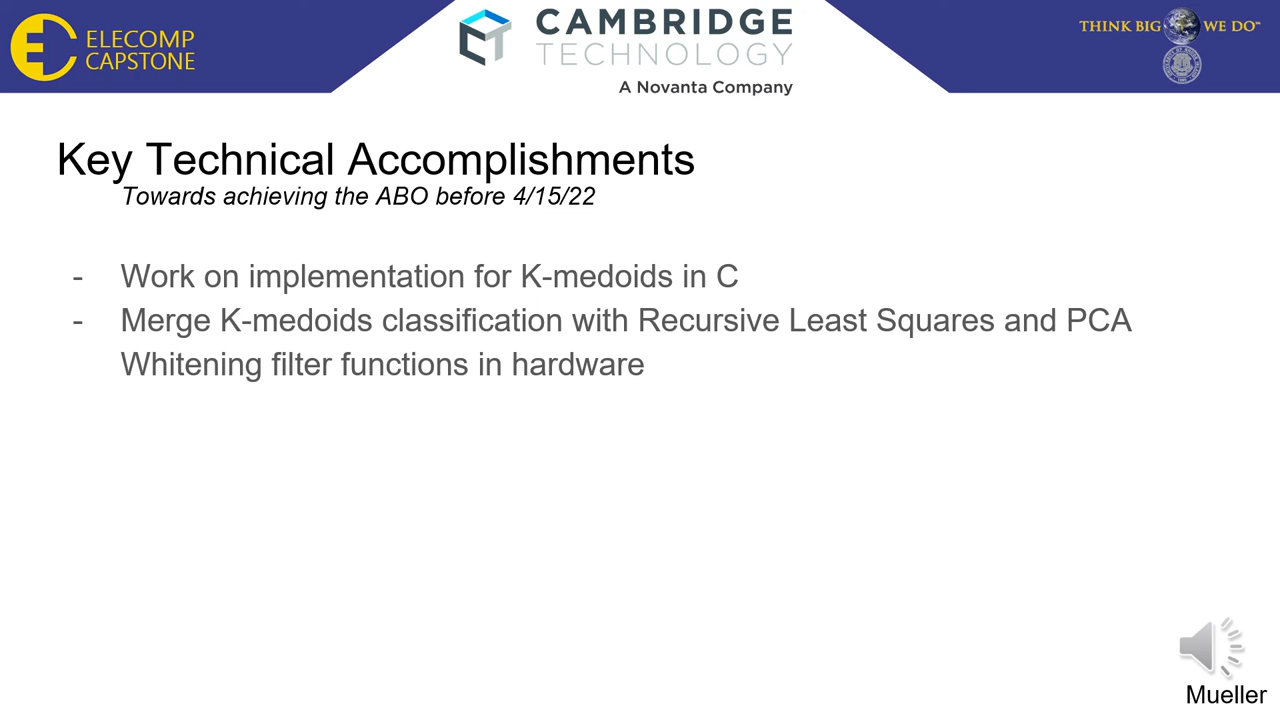 ELECOMP
CAPSTONE
CAMBRIDGE
TECHNOLOGY
A Novanta Company
THINK BIG WE DO™
Key Technical Accomplishments
Towards achieving the ABO before 4/15/22
- Work on implementation for K-medoids in C
- Merge K-medoids classification with Recursive Least Squares and PCA
Whitening filter functions in hardware
Mueller